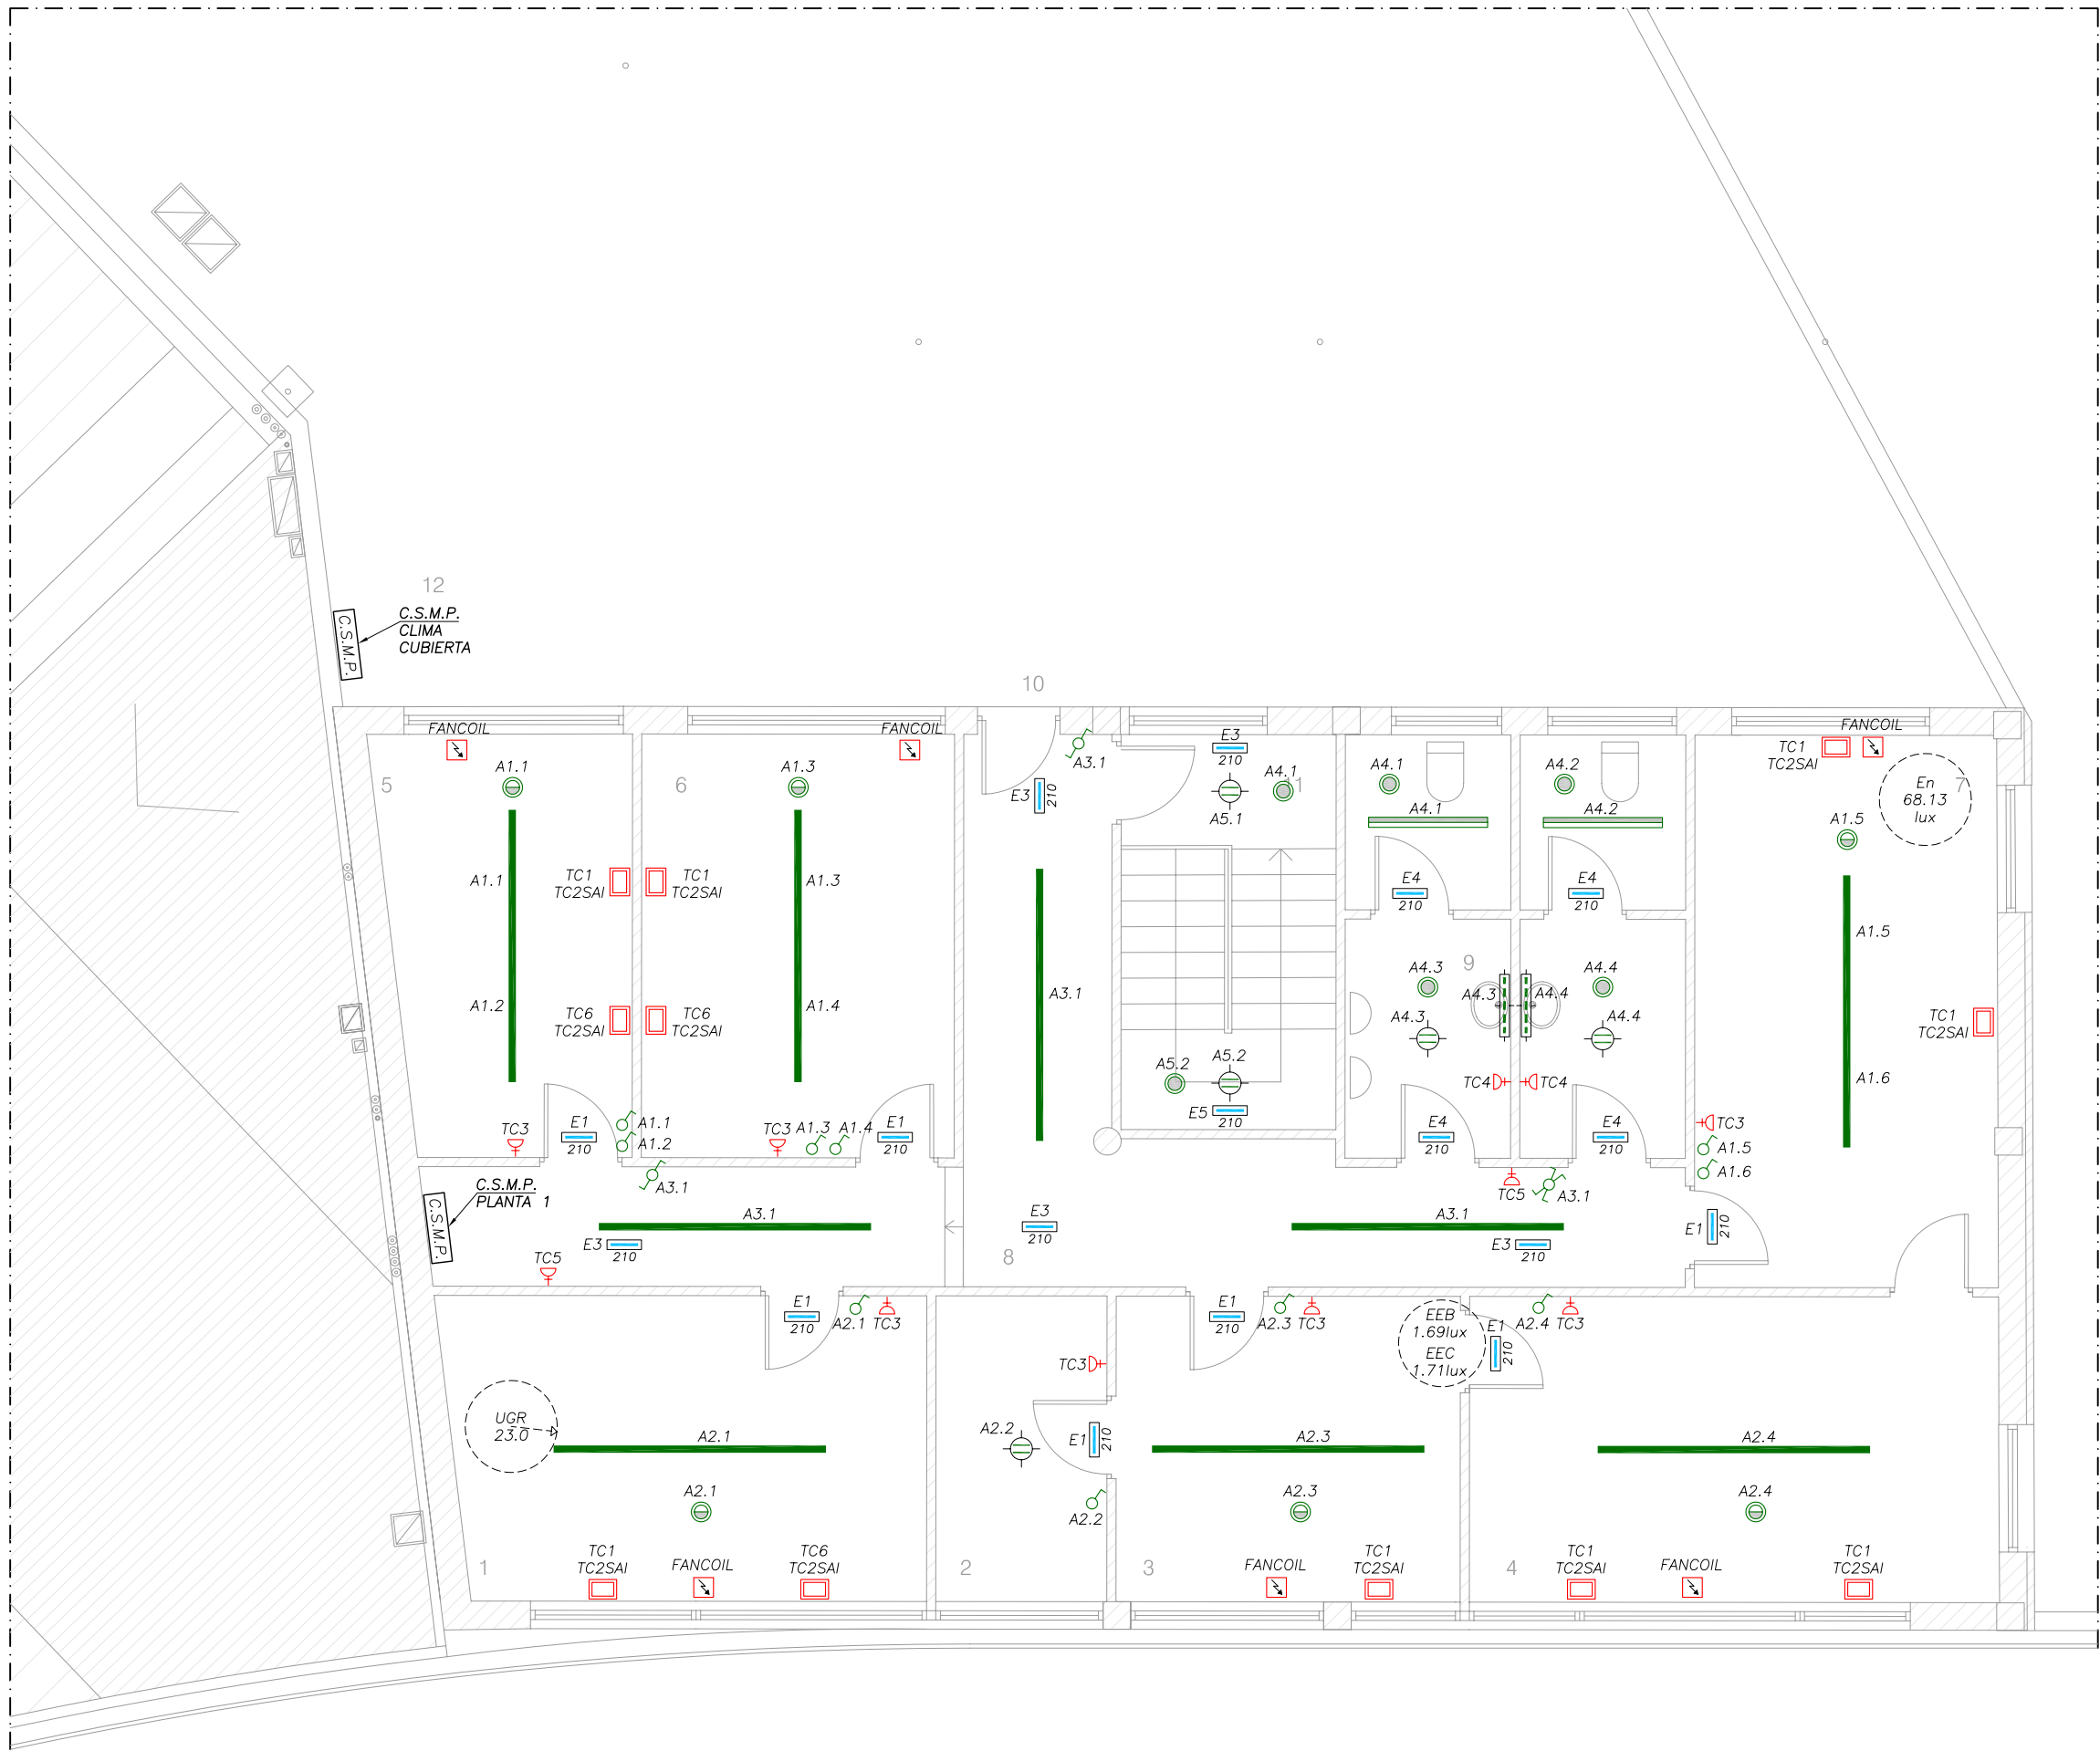 12
C.S.M.P.
CLIMA
CUBIERTA
C.S.M.P.
10
FANCOIL
FANCOIL
FANCOIL
5
A1.1
6
A1.3
A3.1
E3
210
E3
210
A5.1
A4.1
11
A4.1
A4.1
A4.2
A4.2
TC1
TC2SAI
En
68.13
lux
7
A1.5
A1.1
TC1
TC2SAI
TC1
TC2SAI
A1.3
E4
210
E4
210
A1.5
A1.2
TC6
TC2SAI
TC6
TC2SAI
A1.4
A3.1
A4.3
9
A4.3
A4.4
A4.4
A4.3
A4.4
TC1
TC2SAI
A5.2
A5.2
E5
210
TC4
TC4
A1.6
TC3
E1
210
A1.1
A1.2
TC3
A1.3
A1.4
E1
210
E4
210
E4
210
TC3
A1.5
A1.6
C.S.M.P.
PLANTA 1
C.S.M.P.
A3.1
TC5
A3.1
A3.1
E3
210
E3
210
A3.1
E3
210
E1
210
TC5
8
E1
210
A2.1
TC3
E1
210
A2.3
TC3
EEB
1.69lux
EEC
1.71lux
E1
210
A2.4
TC3
TC3
UGR
23.0
A2.1
A2.2
E1
210
A2.3
A2.4
A2.1
A2.2
A2.3
A2.4
1
TC1
TC2SAI
FANCOIL
TC6
TC2SAI
2
3
FANCOIL
TC1
TC2SAI
4
TC1
TC2SAI
FANCOIL
TC1
TC2SAI